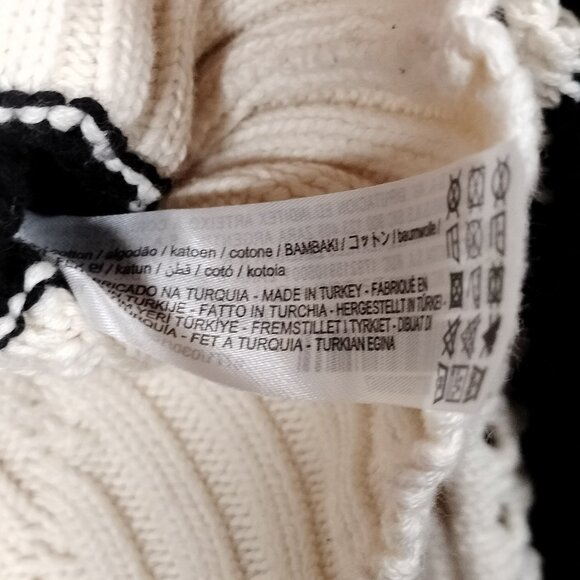 cotton / algodão / katoen / cotone / BAMBAKI / コットン / baumwolle /
/ katun / قطن / cotó / kotoia
FABRICADO NA TURQUIA - MADE IN TURKEY - FABRIQUÉ EN
TURKIJE - FATTO IN TURCHIA - HERGESTELLT IN TÜRKEI -
YERİ TÜRKİYE - FREMSTILLET I TYRKIET - DIBUAT DI
- FET A TURQUIA - TURKIAN EGINA